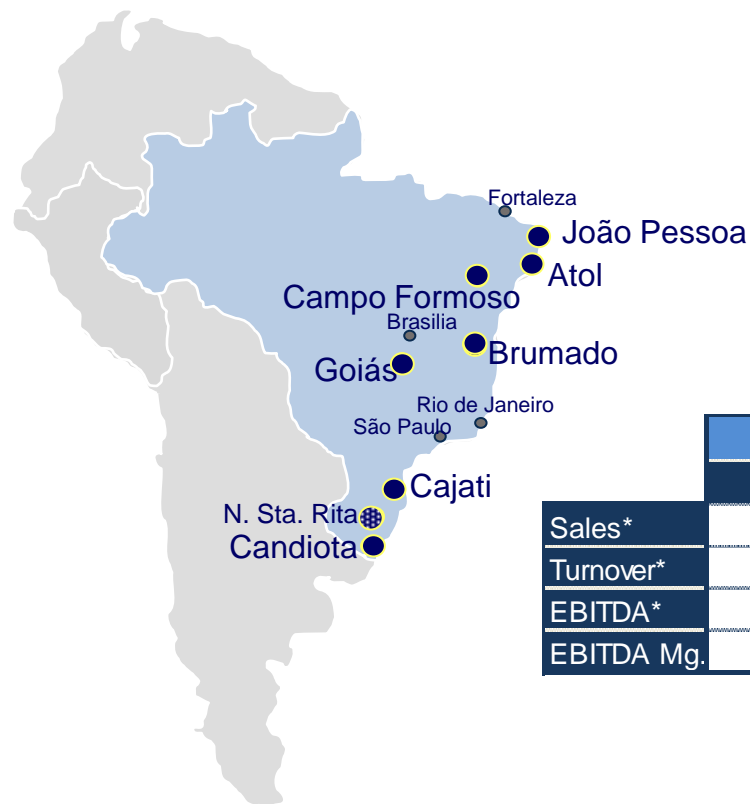 Fortaleza
João Pessoa
Atol
Campo Formoso
Brasilia
Brumado
Goiás
Rio de Janeiro
São Paulo
Cajati
N. Sta. Rita
Candiota
Sales*
Turnover*
EBITDA*
EBITDA Mg.